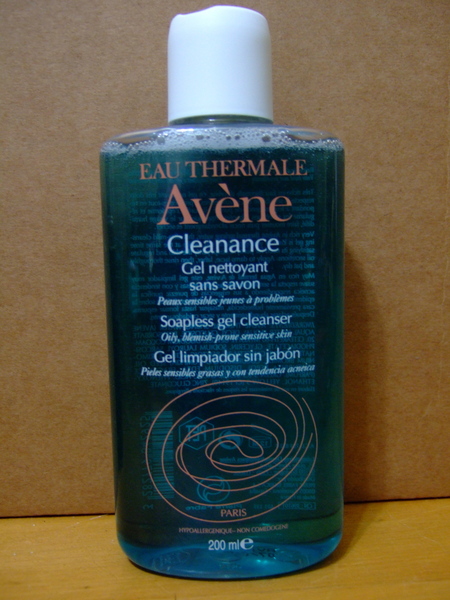 EAU THERMALE
Avène
Cleanance
Gel nettoyant
sans savon
Peaux sensibles jeunes à problèmes
Soapless gel cleanser
Oily, blemish-prone sensitive skin
Gel limpiador sin jabón
Pieles sensibles grasas y con tendencia acneica
PARIS
HYPOALLERGENIQUE - NON COMEDOGENE
200 ml e